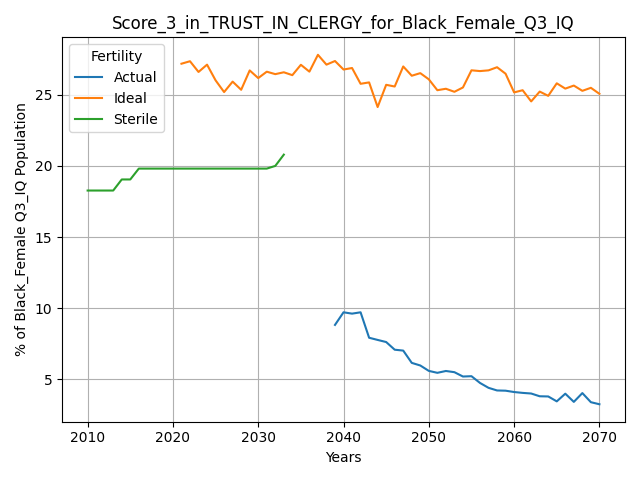 Score_3_in_TRUST_IN_CLERGY_for_Black_Female_Q3_IQ
Fertility
Actual
Ideal
Sterile
% of Black_Female Q3_IQ Population
25
20
15
10
5
2010 2020 2030 2040 2050 2060 2070
Years